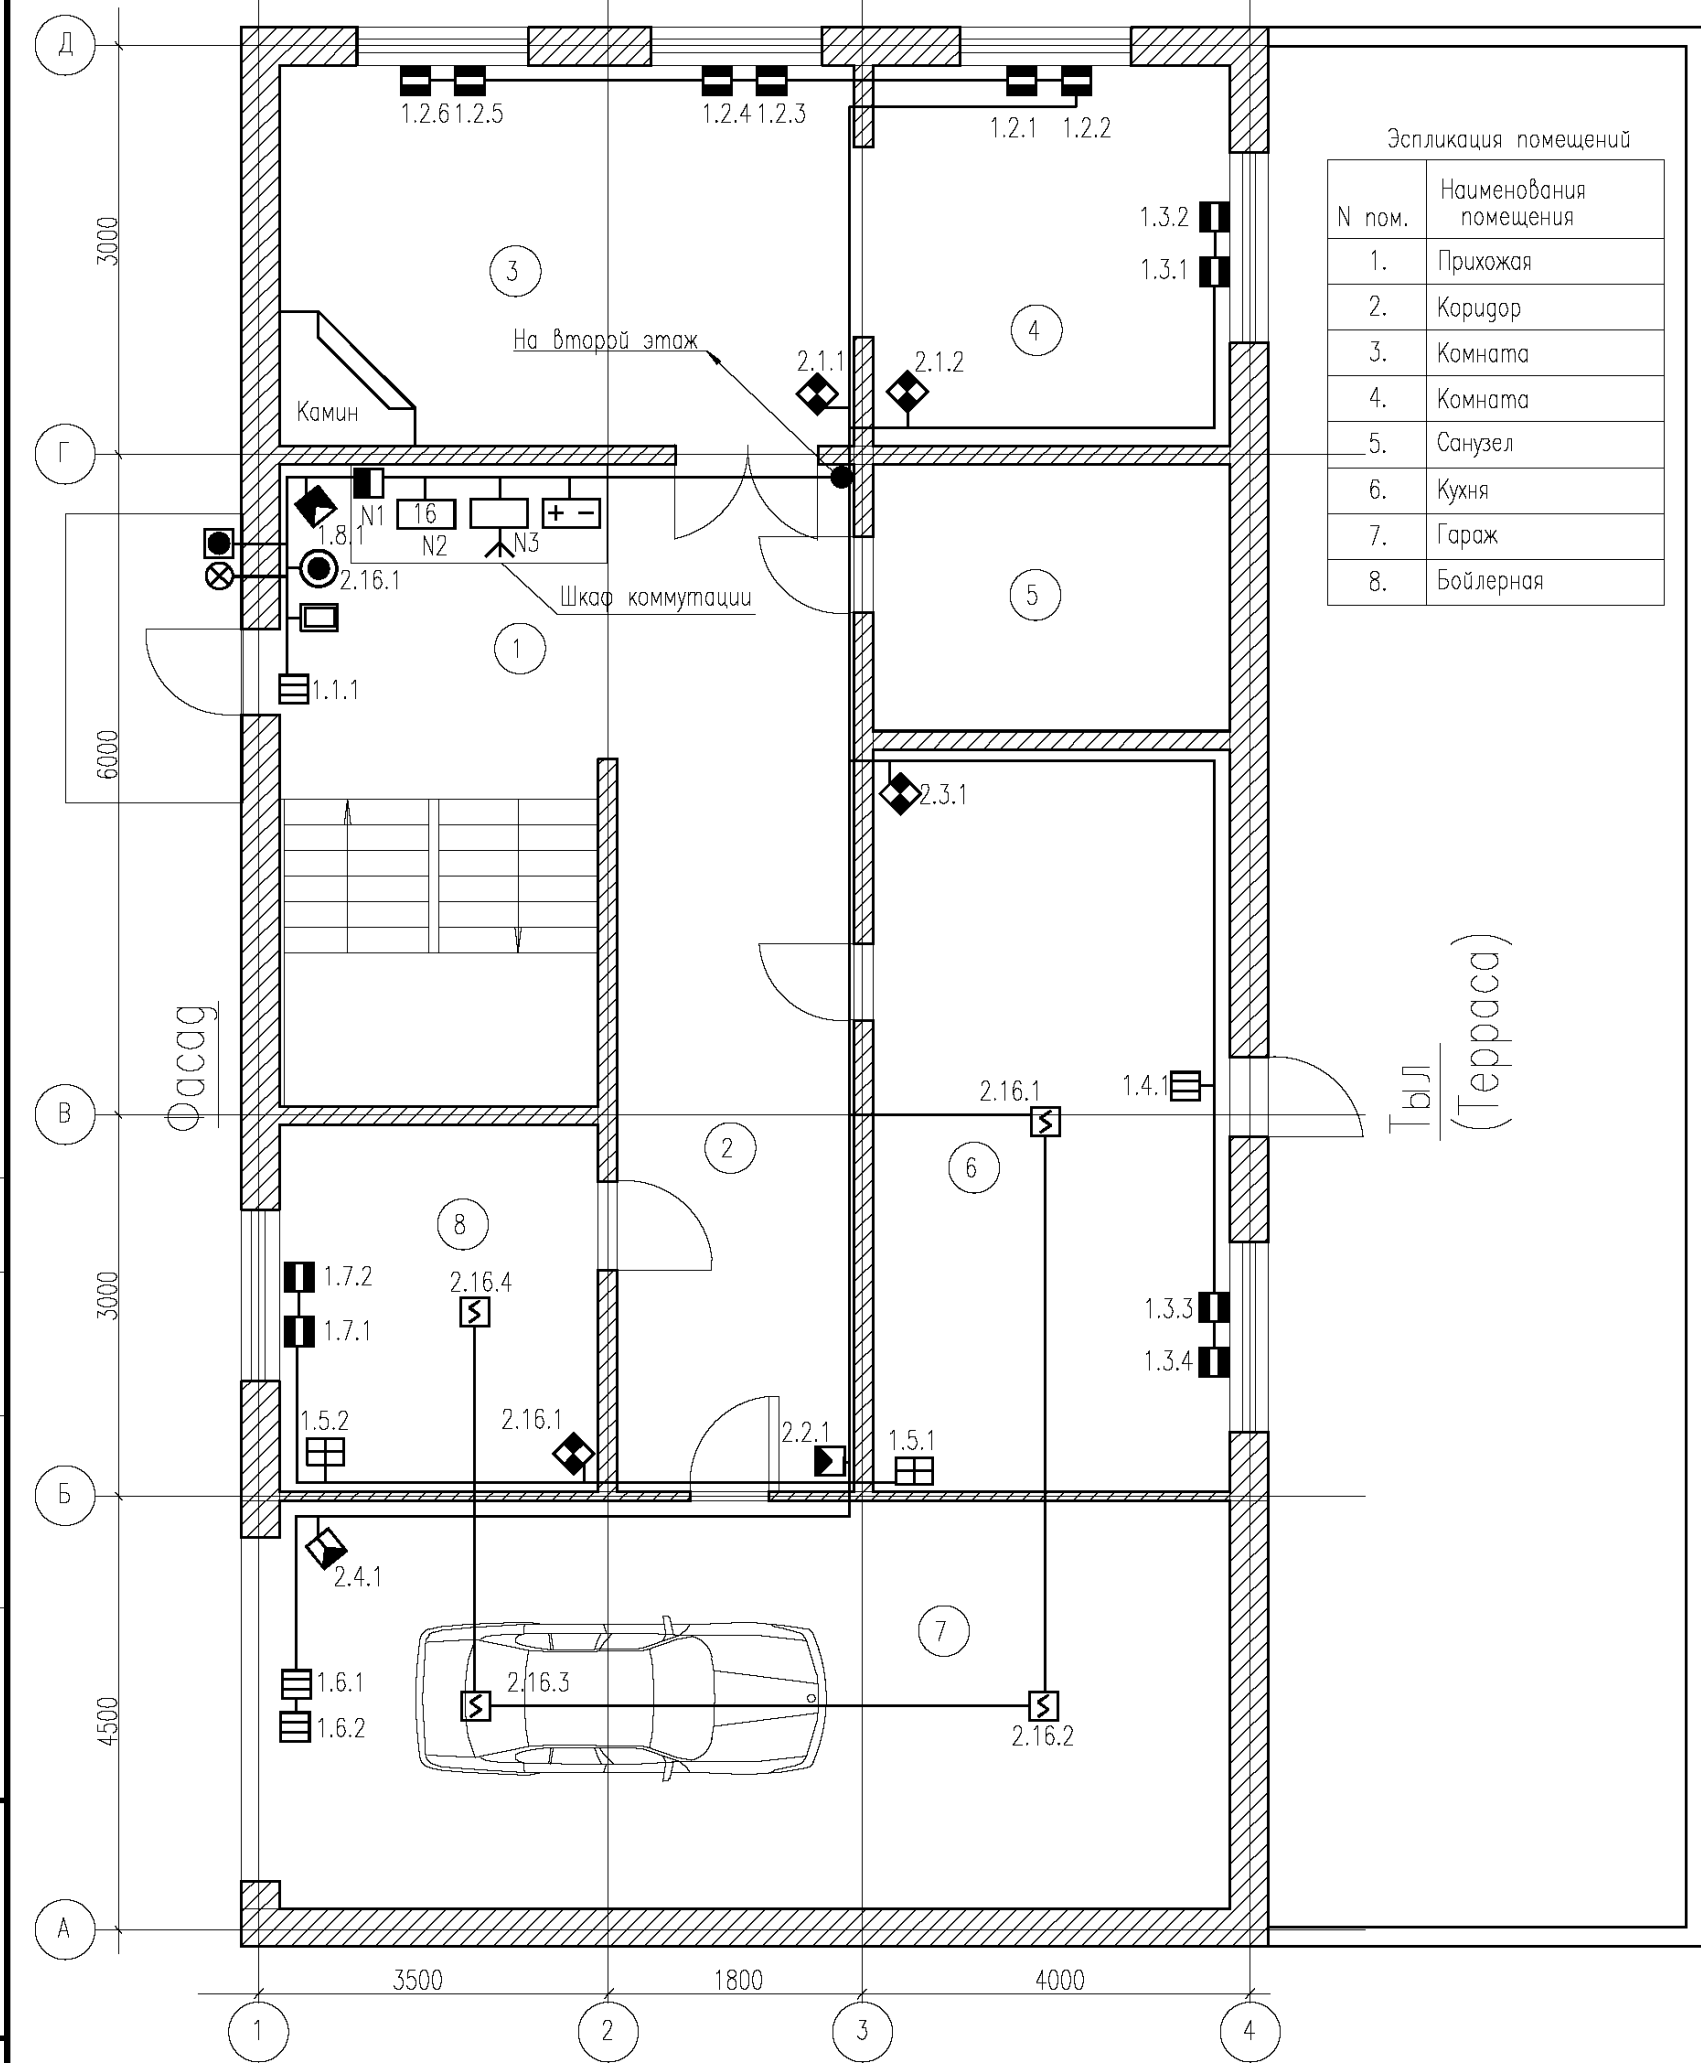 Д
1.2.6 1.2.5 1.2.4 1.2.3 1.2.1 1.2.2
Эспликация помещений
N пом. Наименования
помещения
1. Прихожая
2. Коридор
3. Комната
4. Комната
5. Санузел
6. Кухня
7. Гараж
8. Бойлерная
3000
1.3.2
1.3.1
3
4
На второй этаж
2.1.1 2.1.2
Камин
Г
N1 16
1.8.1 N2 N3
+ −
2.16.1
Шкаф коммутации
5
1
1.1.1
6000
2.3.1
Фасад
Тыл
(Терраса)
2.16.1 1.4.1
В
2
6
8
3000
1.7.2
2.16.4
1.7.1
1.3.3
1.3.4
1.5.2 2.16.1 2.2.1 1.5.1
Б
2.4.1
7
1.6.1 2.16.3
1.6.2 2.16.2
4500
А
3500 1800 4000
1 2 3 4